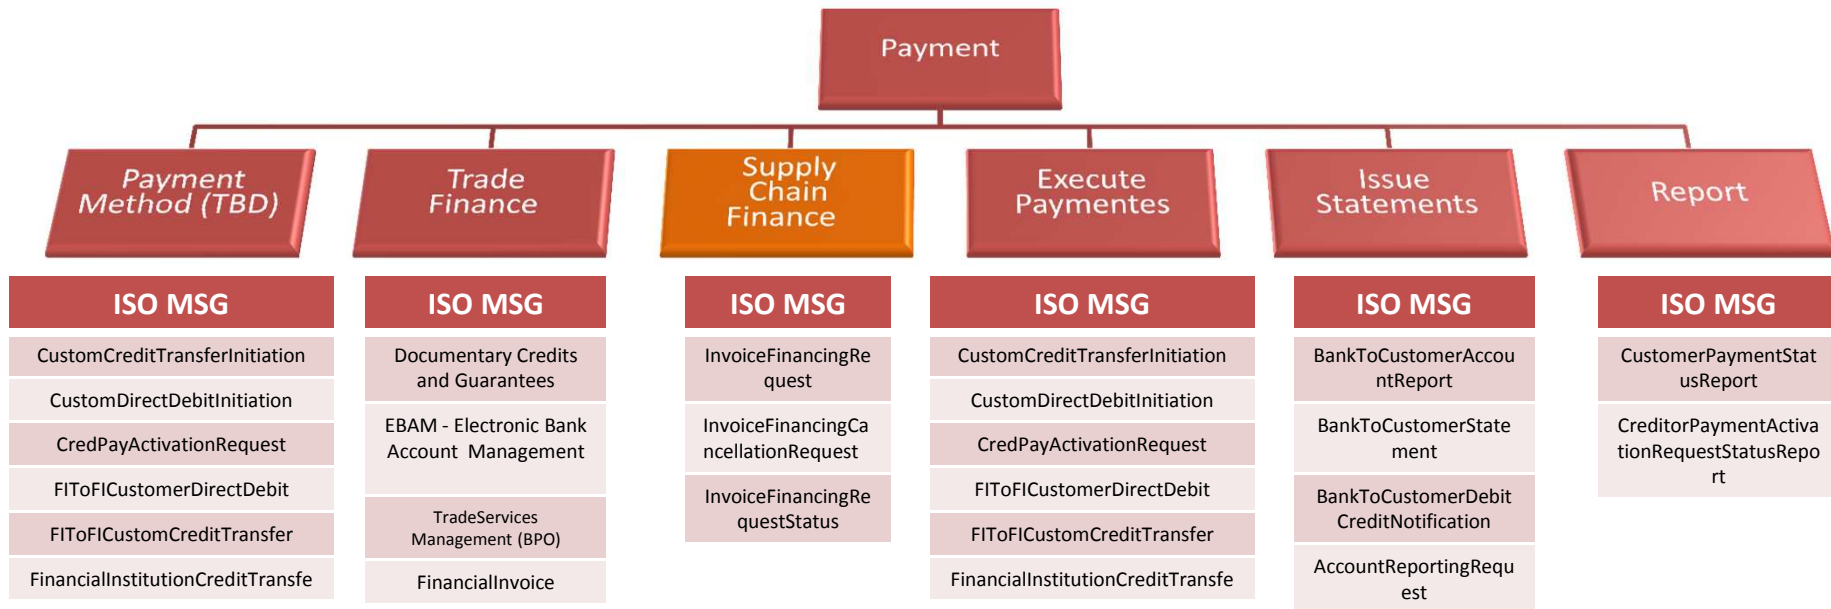 Payment
Payment
Method (TBD)
Trade
Finance
Supply
Chain
Finance
Execute
Paymentes
Issue
Statements
Report
ISO MSG
CustomCreditTransferInitiation
CustomDirectDebitInitiation
CredPayActivationRequest
FIToFICustomerDirectDebit
FIToFICustomCreditTransfer
FinancialInstitutionCreditTransfe
ISO MSG
Documentary Credits
and Guarantees
EBAM - Electronic Bank
Account Management
TradeServices
Management (BPO)
FinancialInvoice
ISO MSG
InvoiceFinancingRe
quest
InvoiceFinancingCa
ncellationRequest
InvoiceFinancingRe
questStatus
ISO MSG
CustomCreditTransferInitiation
CustomDirectDebitInitiation
CredPayActivationRequest
FIToFICustomerDirectDebit
FIToFICustomCreditTransfer
FinancialInstitutionCreditTransfe
ISO MSG
BankToCustomerAccou
ntReport
BankToCustomerState
ment
BankToCustomerDebit
CreditNotification
AccountReportingRequ
est
ISO MSG
CustomerPaymentStat
usReport
CreditorPaymentActiva
tionRequestStatusRepo
rt